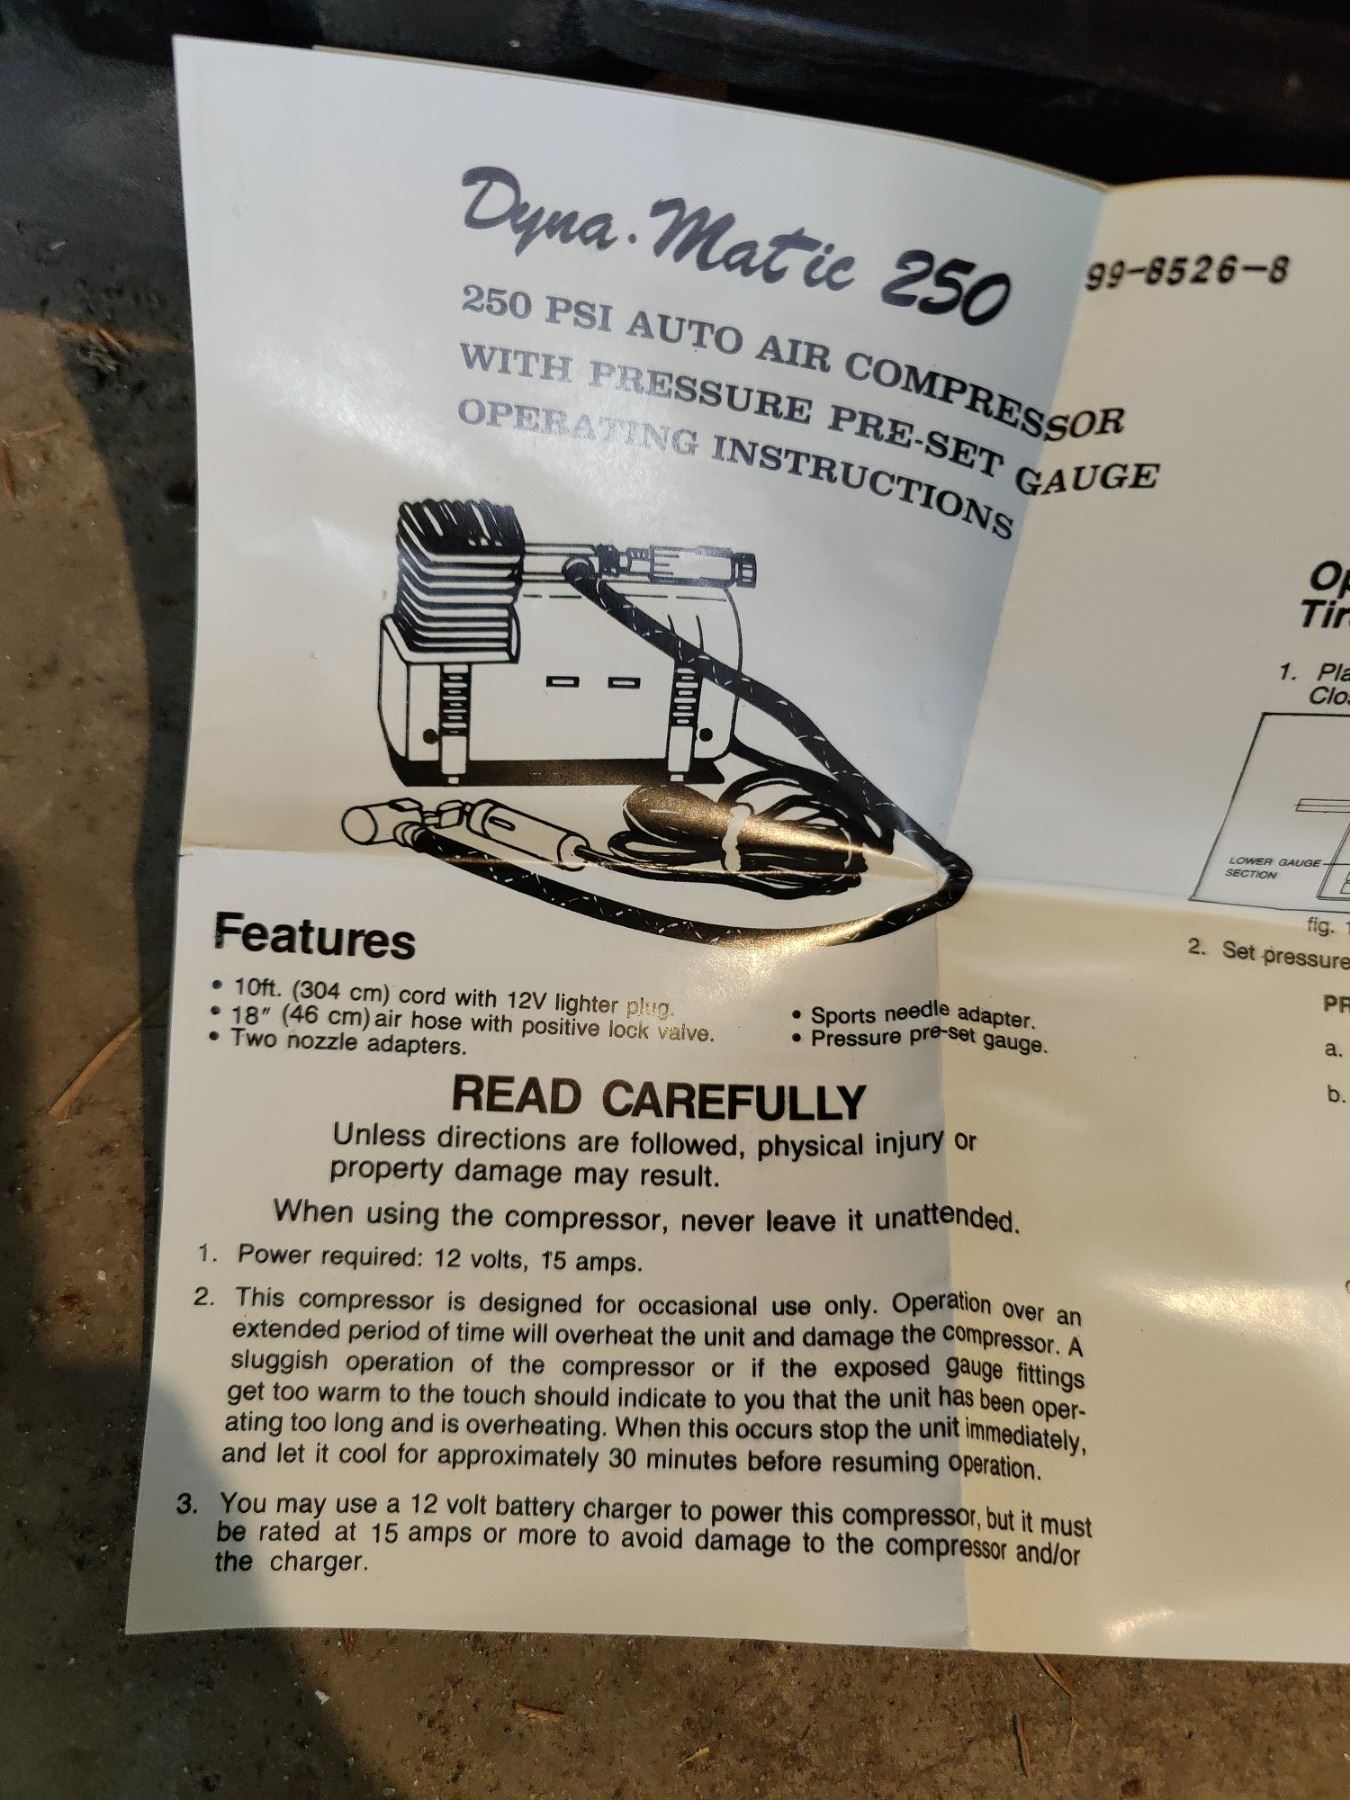 Dyna·Matic 250
99-8526-8
250 PSI AUTO AIR COMPRESSOR
WITH PRESSURE PRE-SET GAUGE
OPERATING INSTRUCTIONS
Features
• 10ft. (304 cm) cord with 12V lighter plug.
• 18" (46 cm) air hose with positive lock valve.
• Two nozzle adapters.
• Sports needle adapter.
• Pressure pre-set gauge.
READ CAREFULLY
Unless directions are followed, physical injury or
property damage may result.
When using the compressor, never leave it unattended.
1. Power required: 12 volts, 15 amps.
2. This compressor is designed for occasional use only. Operation over an
extended period of time will overheat the unit and damage the compressor. A
sluggish operation of the compressor or if the exposed gauge fittings
get too warm to the touch should indicate to you that the unit has been oper-
ating too long and is overheating. When this occurs stop the unit immediately,
and let it cool for approximately 30 minutes before resuming operation.
3. You may use a 12 volt battery charger to power this compressor, but it must
be rated at 15 amps or more to avoid damage to the compressor and/or
the charger.
1.
LOWER GAUGE
SECTION
fig. 1
2. Set pressure
a.
b.